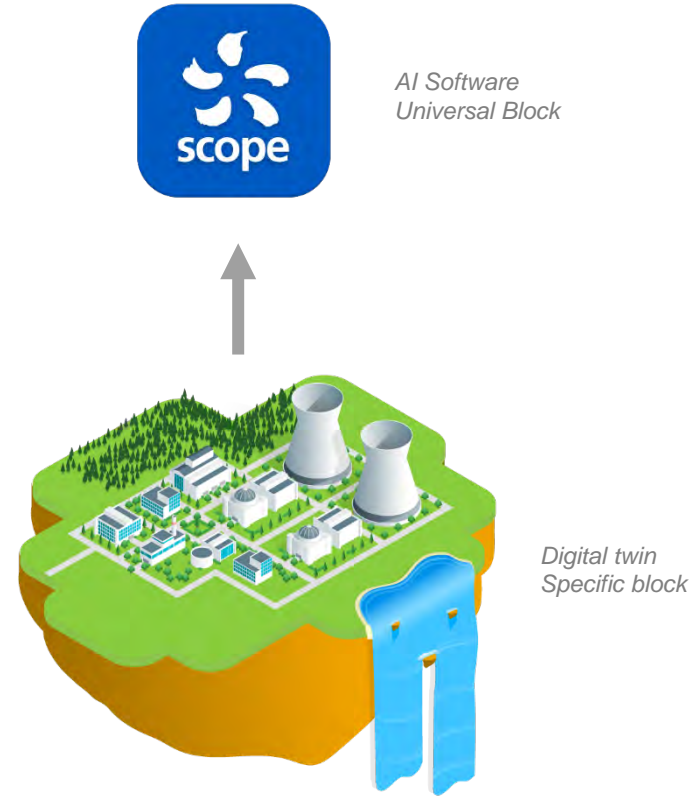 scope
AI Software
Universal Block
Digital twin
Specific block